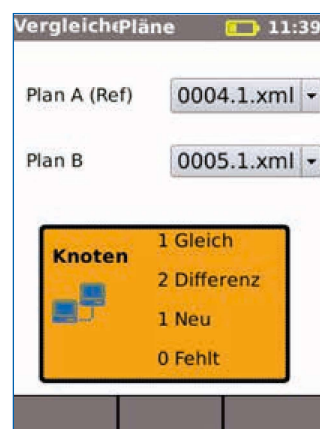 Vergleiche Pläne 11:39
Plan A (Ref) 0004.1.xml
Plan B 0005.1.xml
Knoten
1 Gleich
2 Differenz
1 Neu
0 Fehlt